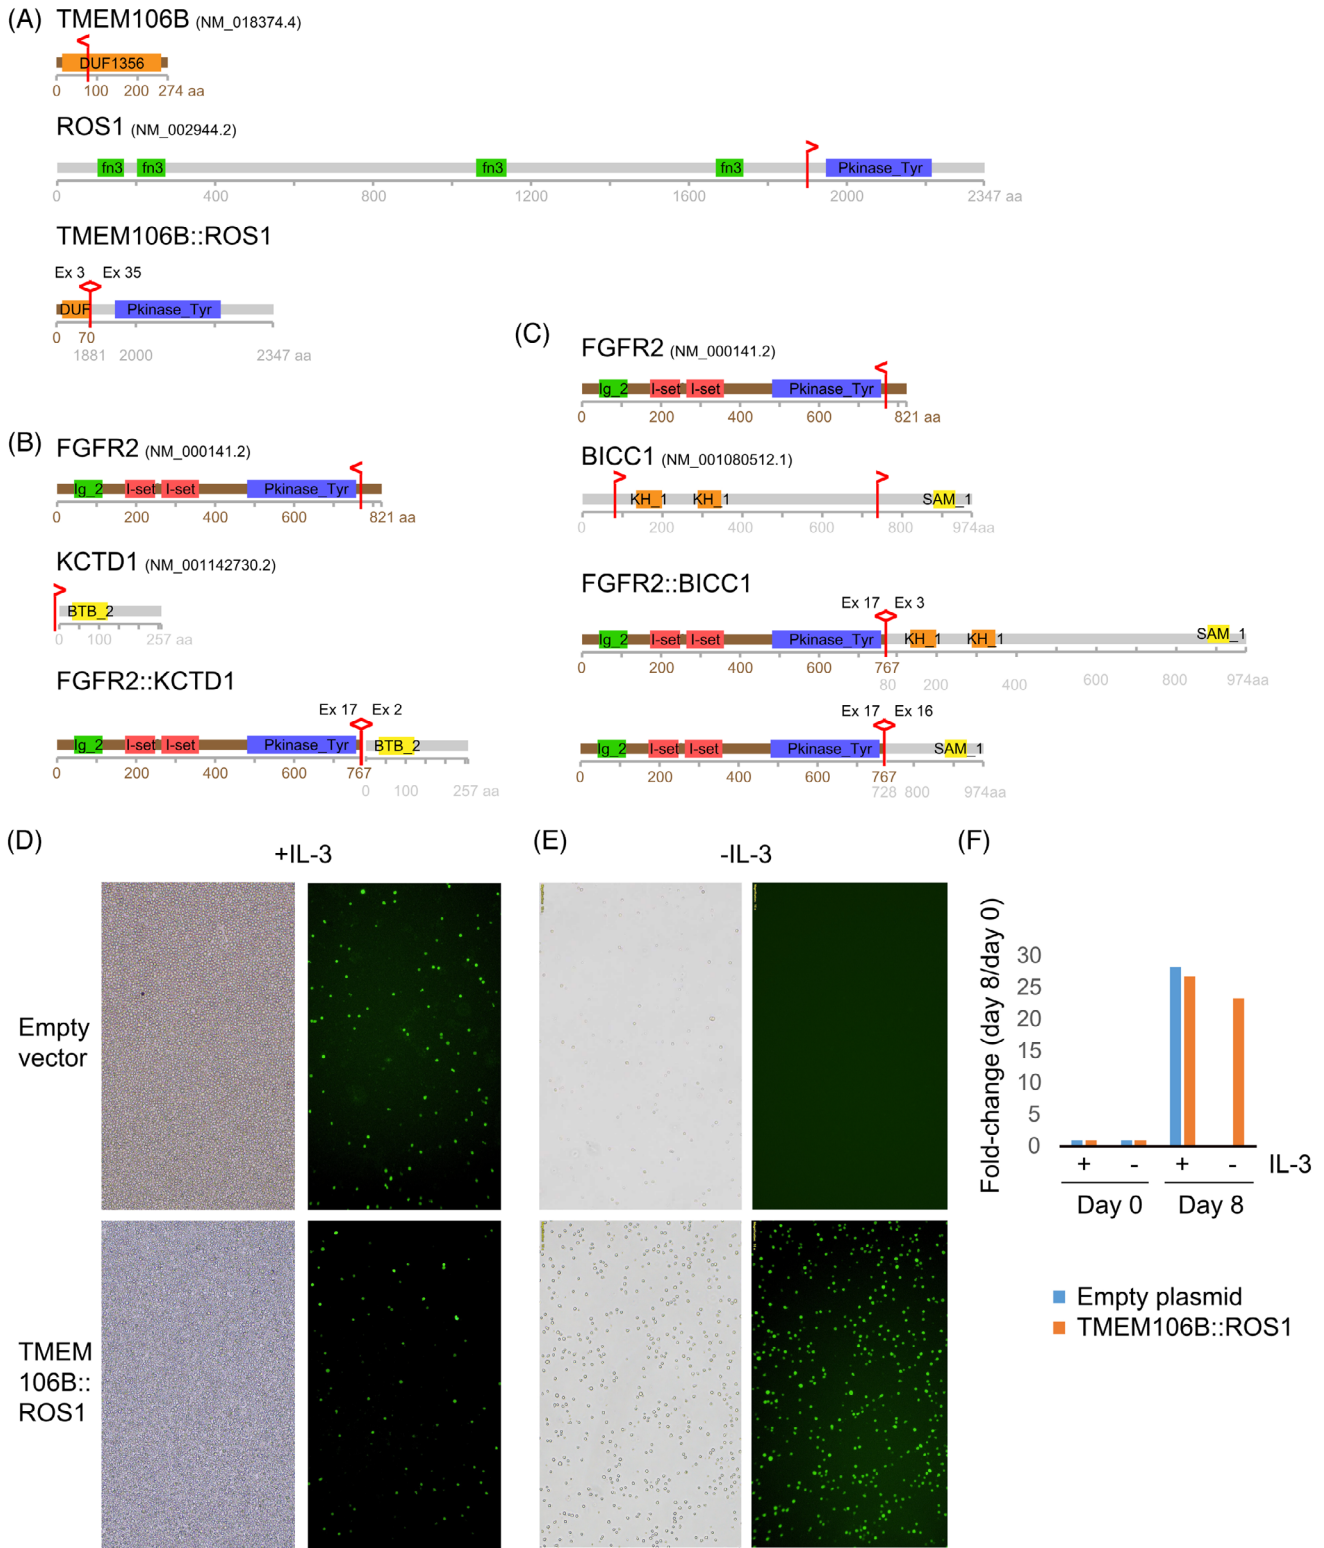 (A) TMEM106B (NM_018374.4)
DUF1356
0 100 200 274 aa
ROS1 (NM_002944.2)
fn3 fn3 fn3 fn3 Pkinase_Tyr
0 400 800 1200 1600 2000 2347 aa
TMEM106B::ROS1
Ex 3 Ex 35
DUF Pkinase_Tyr
0 70
1881 2000 2347 aa
(B) FGFR2 (NM_000141.2)
Ig_2 I-set I-set Pkinase_Tyr
0 200 400 600 821 aa
KCTD1 (NM_001142730.2)
BTB_2
0 100 257 aa
FGFR2::KCTD1
Ex 17 Ex 2
Ig_2 I-set I-set Pkinase_Tyr BTB_2
0 200 400 600 767
0 100 257 aa
(C) FGFR2 (NM_000141.2)
Ig_2 I-set I-set Pkinase_Tyr
0 200 400 600 821 aa
BICC1 (NM_001080512.1)
KH_1 KH_1 SAM_1
0 200 400 600 800 974aa
FGFR2::BICC1
Ex 17 Ex 3
Ig_2 I-set I-set Pkinase_Tyr KH_1 KH_1 SAM_1
0 200 400 600 767
80 200 400 600 800 974aa
Ex 17 Ex 16
Ig_2 I-set I-set Pkinase_Tyr SAM_1
0 200 400 600 767
728 800 974aa
(D) +IL-3
Empty
vector
TMEM
106B::
ROS1
(E) -IL-3
(F)
Fold-change (day 8/day 0)
30
25
20
15
10
5
0
+ - + - IL-3
Day 0 Day 8
Empty plasmid
TMEM106B::ROS1